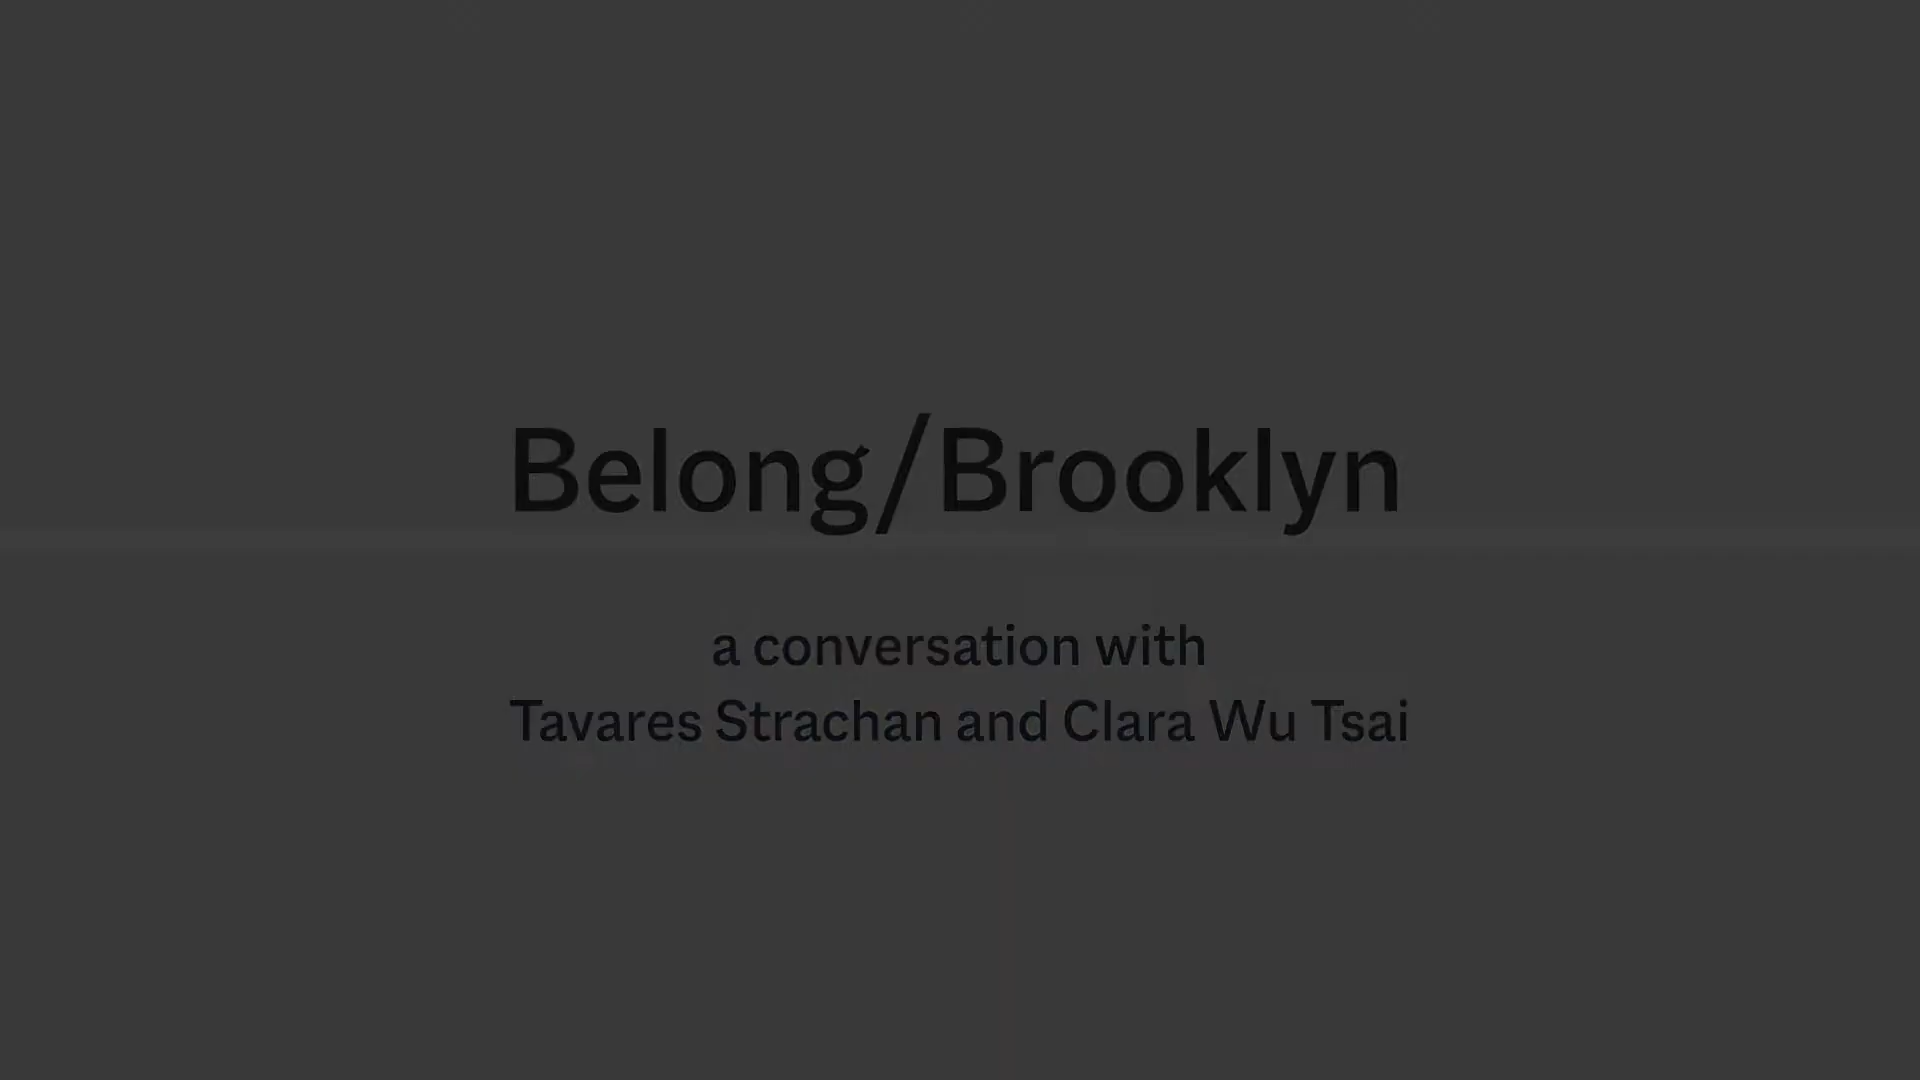 Belong/Brooklyn
a conversation with
Tavares Strachan and Clara Wu Tsai